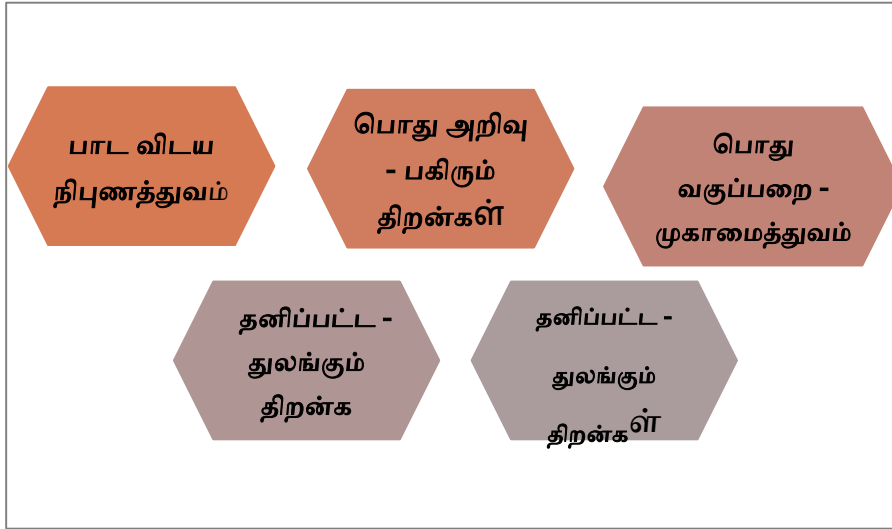 பாட விடய
நிபுணத்துவம்
பொது அறிவு
- பகிரும்
திறன்கள்
பொது
வகுப்பறை -
முகாமைத்துவம்
தனிப்பட்ட -
துலங்கும்
திறன்க
தனிப்பட்ட -
துலங்கும்
திறன்கள்